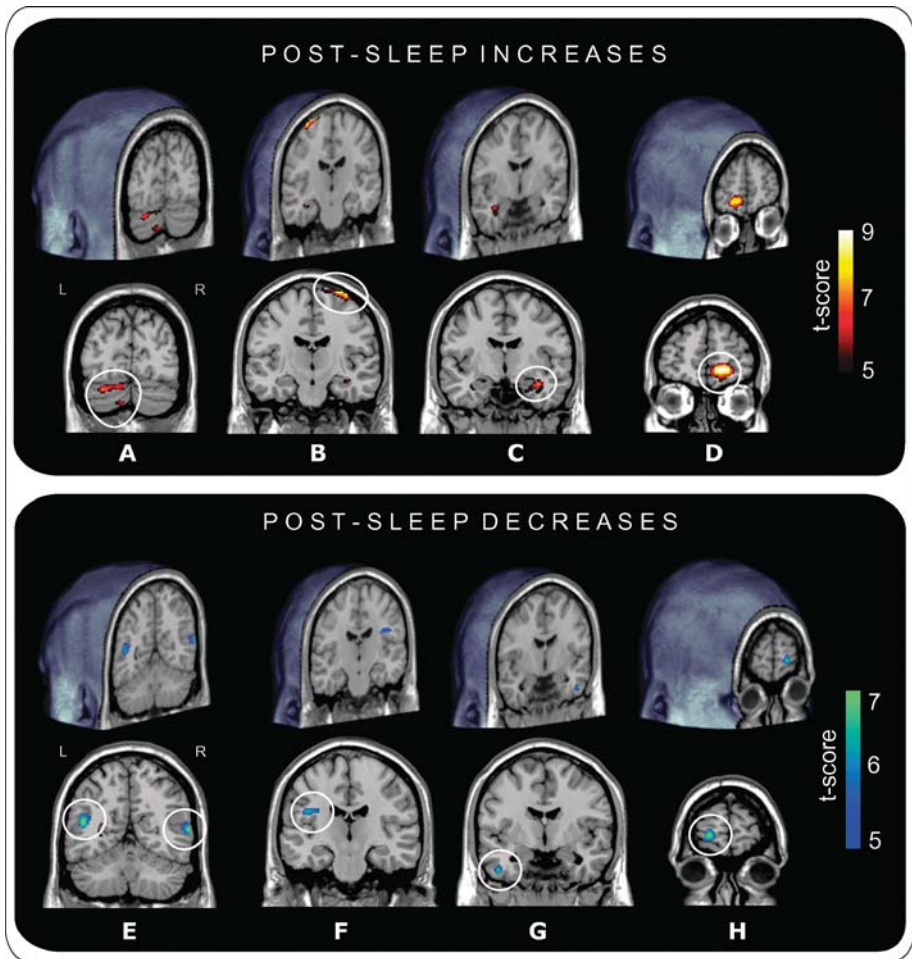 POST-SLEEP INCREASES
L R
A B C D
9
7
5
t-score
POST-SLEEP DECREASES
L R
E F G H
7
6
5
t-score